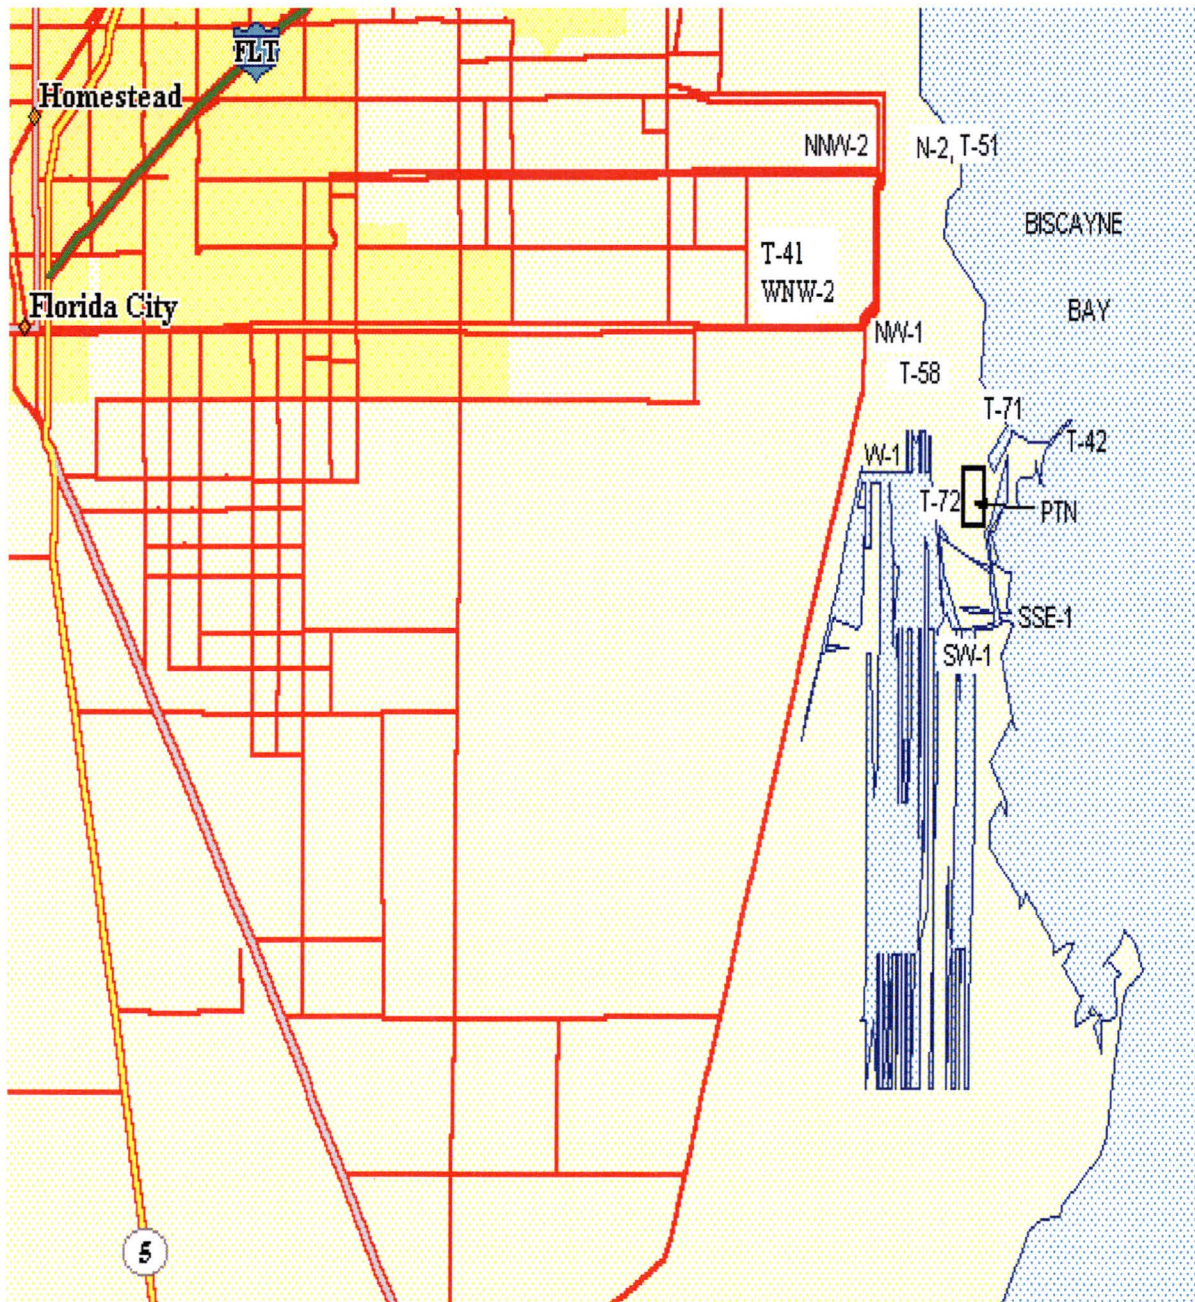 FLT
Homestead
NNW-2
N-2, T-51
BISCAYNE
T-41
WNW-2
Florida City
BAY
NW-1
T-58
T-71
T-42
W-1
T-72
PTN
SSE-1
SW-1
5